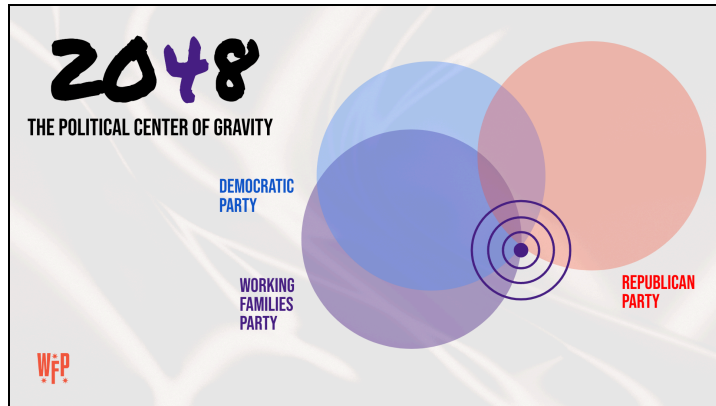 2048
THE POLITICAL CENTER OF GRAVITY
DEMOCRATIC
PARTY
WORKING
FAMILIES
PARTY
REPUBLICAN
PARTY
WFP